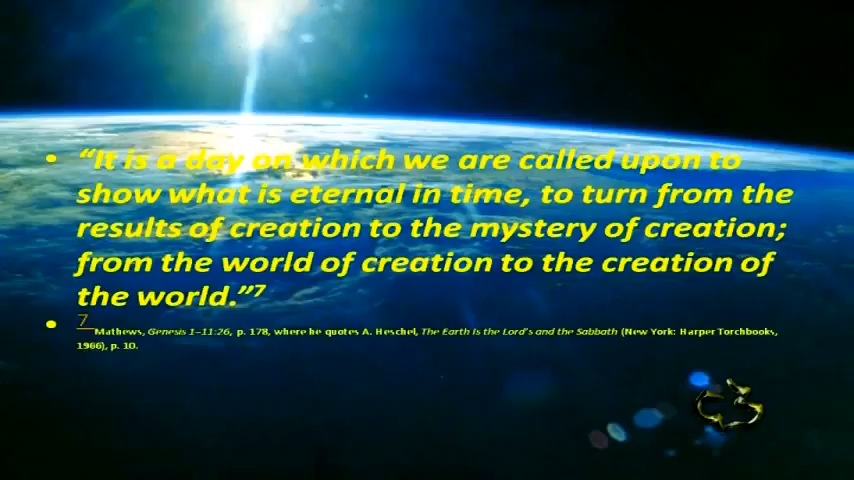 • “It is a day on which we are called upon to
show what is eternal in time, to turn from the
results of creation to the mystery of creation;
from the world of creation to the creation of
the world.”7
• 7 Mathews, Genesis 1–11:26, p. 178, where he quotes A. Heschel, The Earth Is the Lord's and the Sabbath (New York: Harper Torchbooks,
1966), p. 10.